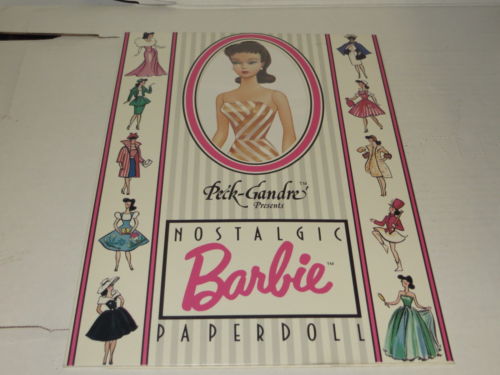 Peck-Gandre™
Presents
NOSTALGIC
Barbie™
PAPERDOLL